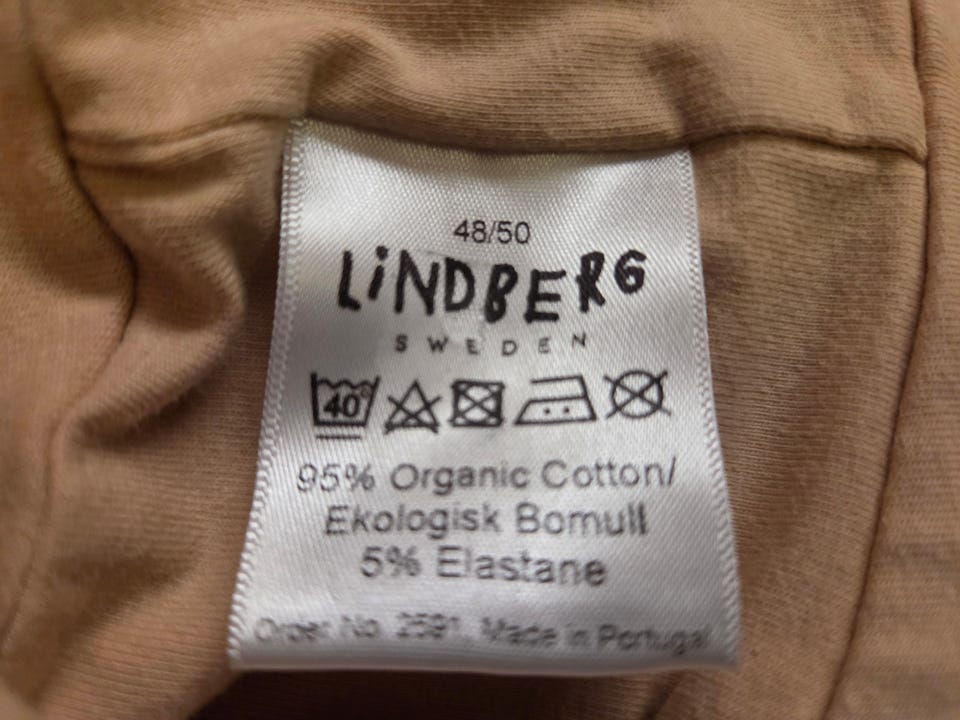 48/50
LiNDBERG
SWEDEN
40°
95% Organic Cotton/
Ekologisk Bomull
5% Elastane
Order No. 2591. Made in Portugal